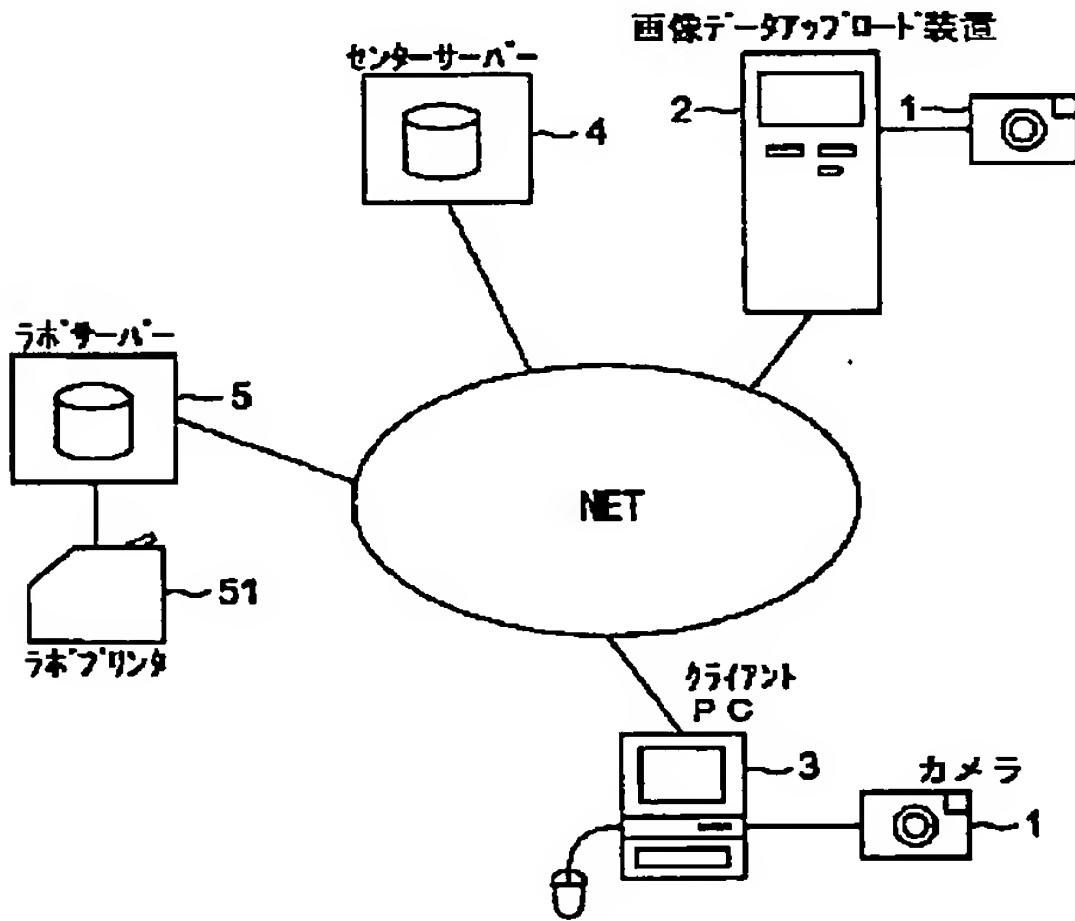 画像データアップロード装置
センターサーバー
2
1
4
ラボサーバー
5
NET
51
ラボプリンタ
クライアント
PC
3
カメラ
1